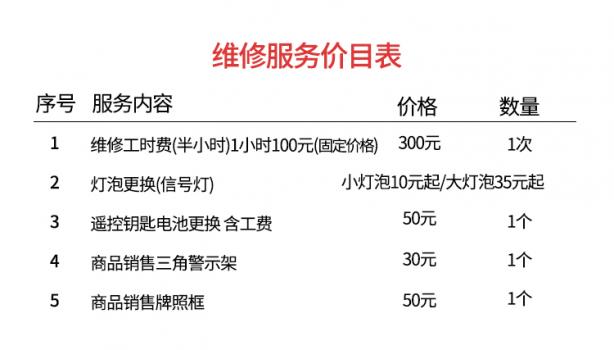 维修服务价目表
序号 服务内容 价格 数量
1 维修工时费(半小时)1小时100元(固定价格) 300元 1次
2 灯泡更换(信号灯) 小灯泡10元起/大灯泡35元起
3 遥控钥匙电池更换 含工费 50元 1个
4 商品销售三角警示架 30元 1个
5 商品销售牌照框 50元 1个